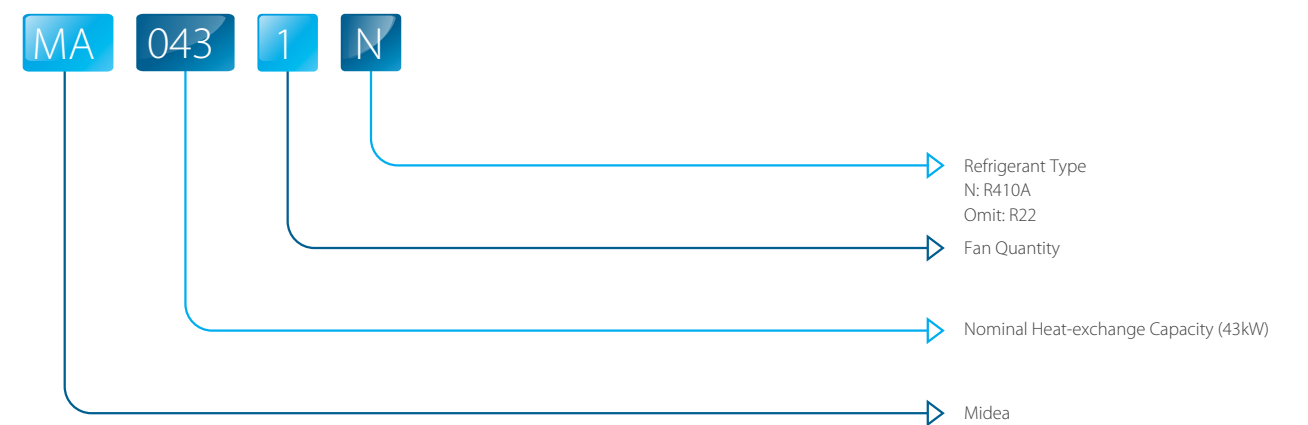 MA 043 1 N
Refrigerant Type
N: R410A
Omit: R22
Fan Quantity
Nominal Heat-exchange Capacity (43kW)
Midea